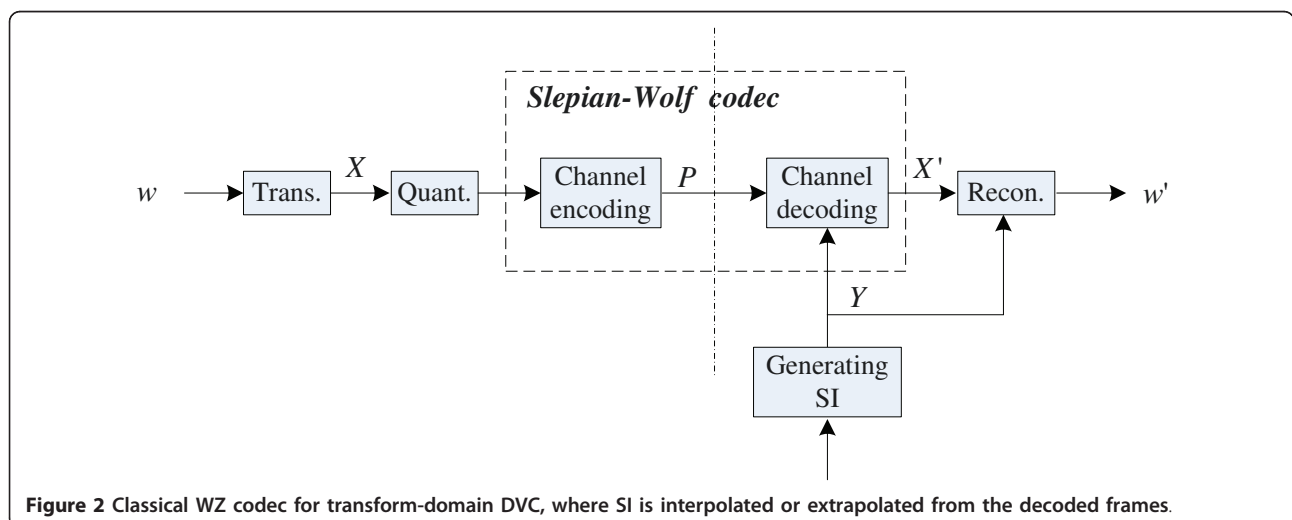 Slepian-Wolf codec
w
Trans.
X
Quant.
Channel
encoding
P
Channel
decoding
X'
Recon.
w'
Y
Generating
SI
Figure 2 Classical WZ codec for transform-domain DVC, where SI is interpolated or extrapolated from the decoded frames.